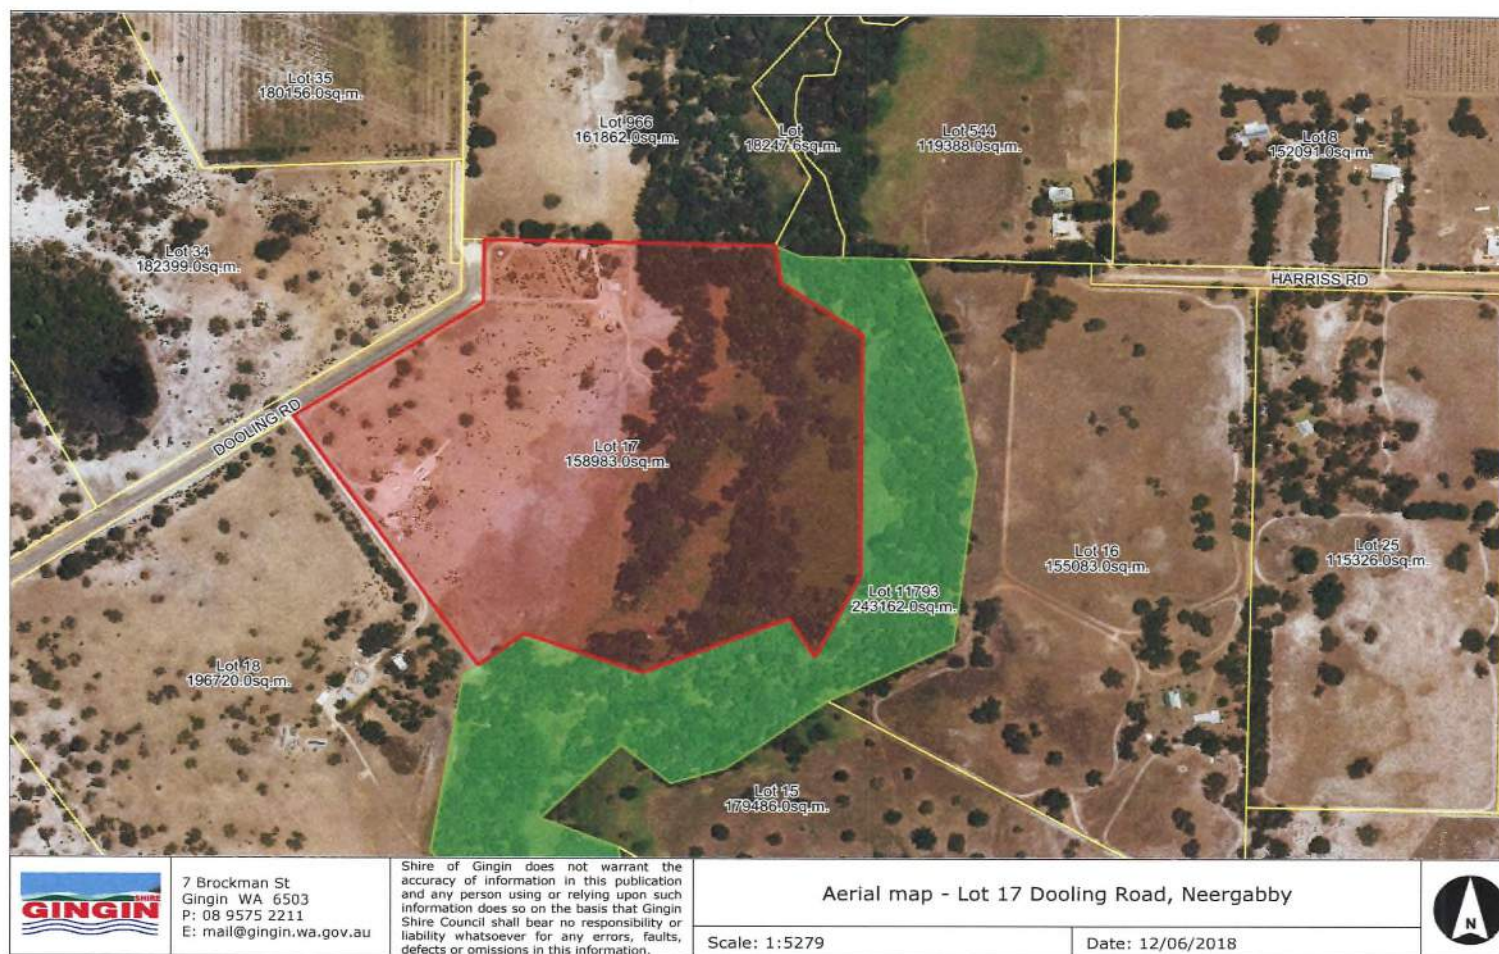 Lot 35
180156.0sq.m.
Lot 966
161862.0sq.m.
Lot
18247.6sq.m.
Lot 544
119388.0sq.m.
Lot 8
152091.0sq.m.
Lot 34
182399.0sq.m.
HARRISS RD
DOOLING RD
Lot 17
158983.0sq.m.
Lot 16
155083.0sq.m.
Lot 25
115326.0sq.m.
Lot 11793
243162.0sq.m.
Lot 18
196720.0sq.m.
Lot 15
179486.0sq.m.
SHIRE
GINGIN
7 Brockman St
Gingin WA 6503
P: 08 9575 2211
E: mail@gingin.wa.gov.au
Shire of Gingin does not warrant the
accuracy of information in this publication
and any person using or relying upon such
information does so on the basis that Gingin
Shire Council shall bear no responsibility or
liability whatsoever for any errors, faults,
defects or omissions in this information.
Aerial map - Lot 17 Dooling Road, Neergabby
Scale: 1:5279
Date: 12/06/2018
N